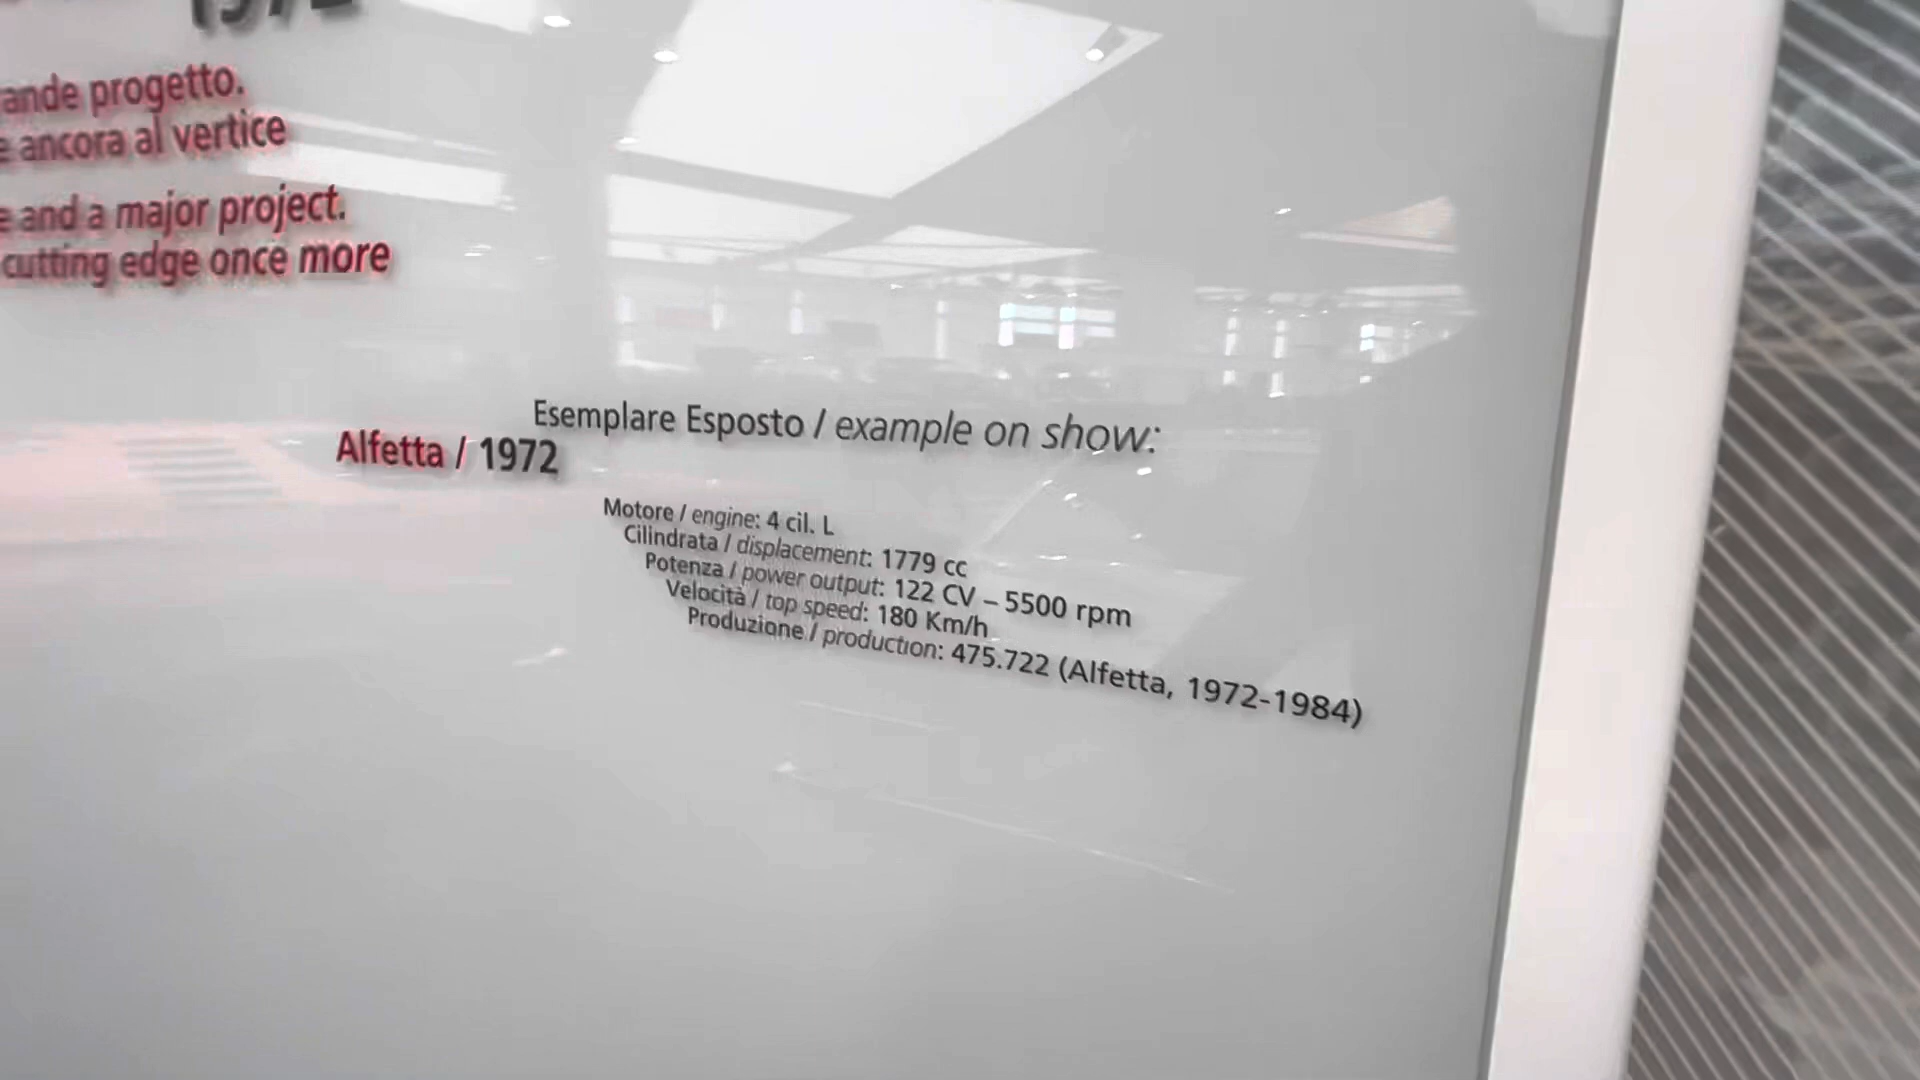 1972
ande progetto.
e ancora al vertice
e and a major project.
cutting edge once more
Esemplare Esposto / example on show:
Alfetta / 1972
Motore / engine: 4 cil. L
Cilindrata / displacement: 1779 cc
Potenza / power output: 122 CV – 5500 rpm
Velocità / top speed: 180 Km/h
Produzione / production: 475.722 (Alfetta, 1972-1984)